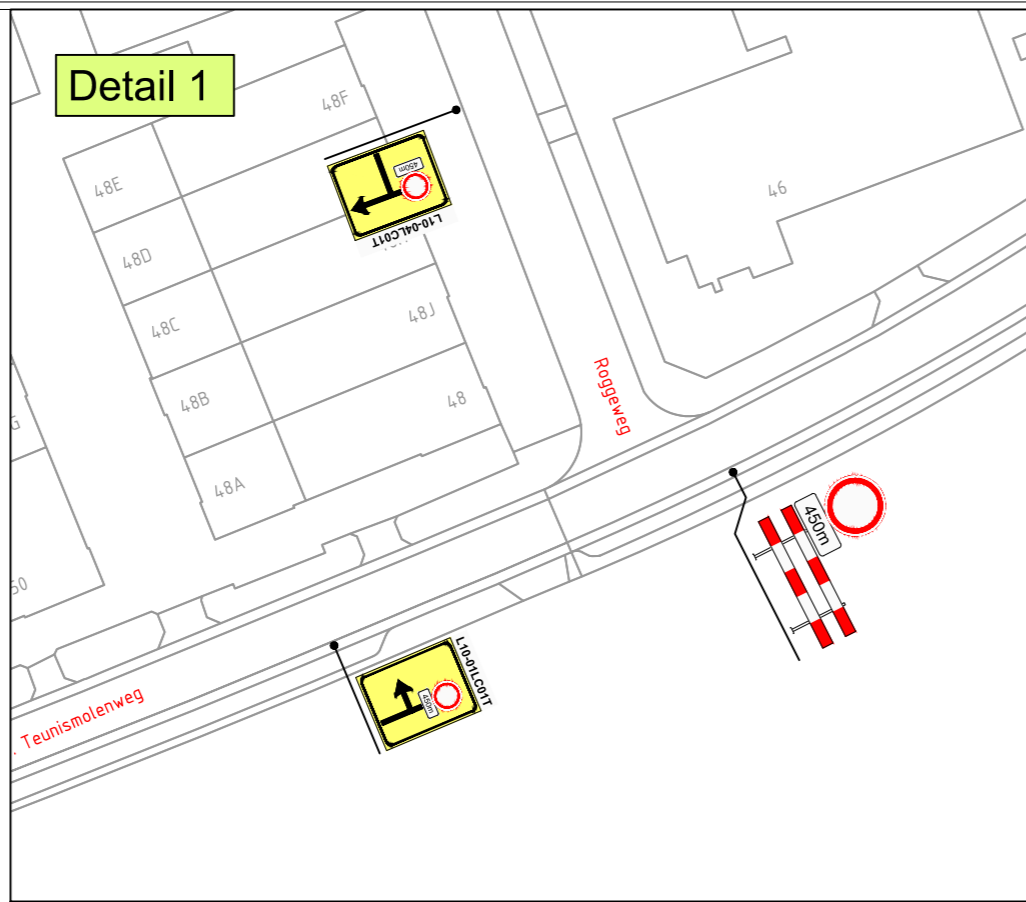 Detail 1
48F
48E
450m
46
L10-04LC01T
48D
48C
48J
Roggeweg
48B
48
G
48A
450m
50
L10-01LC01T
450m
. Teunismolenweg